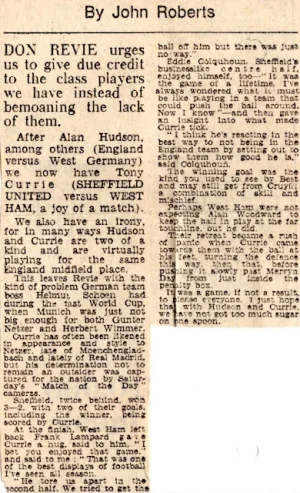 By John Roberts
DON REVIE urges
us to give due credit
to the class players
we have instead of
bemoaning the lack
of them.
After Alan Hudson,
among others (England
versus West Germany)
we now have Tony
Currie (SHEFFIELD
UNITED versus WEST
HAM, a joy of a match).
We also have an irony,
for in many ways Hudson
and Currie are two of a
kind and are virtually
playing for the same
England midfield place.
This leaves Revie with the
kind of problem German team
boss Helmut Schoen had
during the last World Cup,
when Munich was just not
big enough for both Gunter
Netzer and Herbert Wimmer.
Currie has often been likened
in appearance and style to
Netzer, late of Moenchenglad-
bach and lately of Real Madrid,
but his determination not to
remain an outsider was cap-
tured for the nation by Satur-
day's "Match of the Day"
cameras.
Sheffield, twice behind, won
3—2, with two of their goals,
including the winner, being
scored by Currie.
At the finish, West Ham left
back Frank Lampard gave
Currie a hug, said to him, "I
bet you enjoyed that game,"
and said to me: "That was one
of the best displays of football
I've seen all season.
"He tore us apart in the
second half. We tried to get the
ball off him but there was just
no way."
Eddie Colquhoun, Sheffield's
businesslike centre half,
enjoyed himself, too—"It was
the game of a lifetime. I've
always wondered what it must
be like playing in a team that
could push the ball around.
Now I know"—and then gave
an insight into what made
Currie tick.
"I think he's reacting in the
best way to not being in the
England team by setting out to
show them how good he is,"
said Colquhoun.
The winning goal was the
kind you used to see by Best
and may still get from Cruyff,
a combination of skill and
mischief.
Perhaps West Ham were not
expecting Alan Woodward to
keep the ball in play at the far
touchline, but he did.
Their retreat became a rush
of panic when Currie came
towards them with the ball at
his feet, turning the defence
way, then that, before
pushing it slowly past Mervyn
Day from just inside the
penalty box.
It was a game, if not a result,
to please everyone. I just hope
that with Hudson and Currie,
we have not got too much sugar
on one spoon.